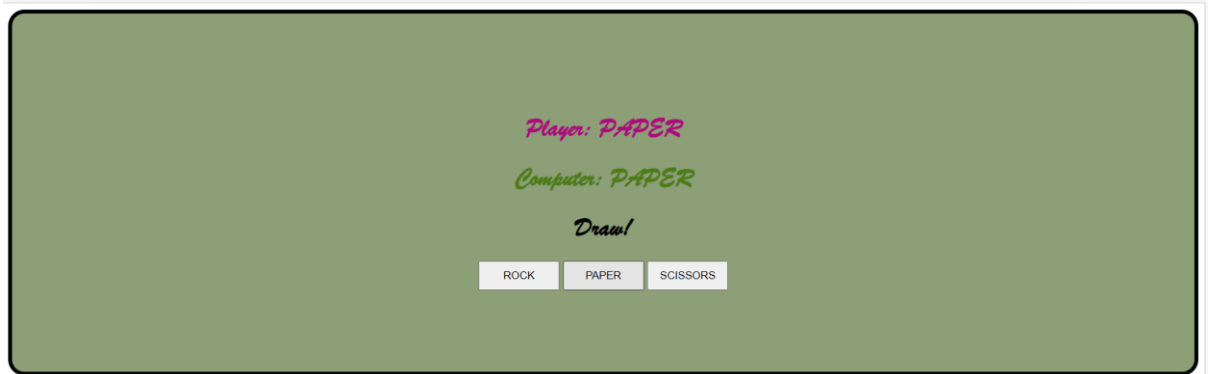 Player: PAPER
Computer: PAPER
Draw!
ROCK PAPER SCISSORS